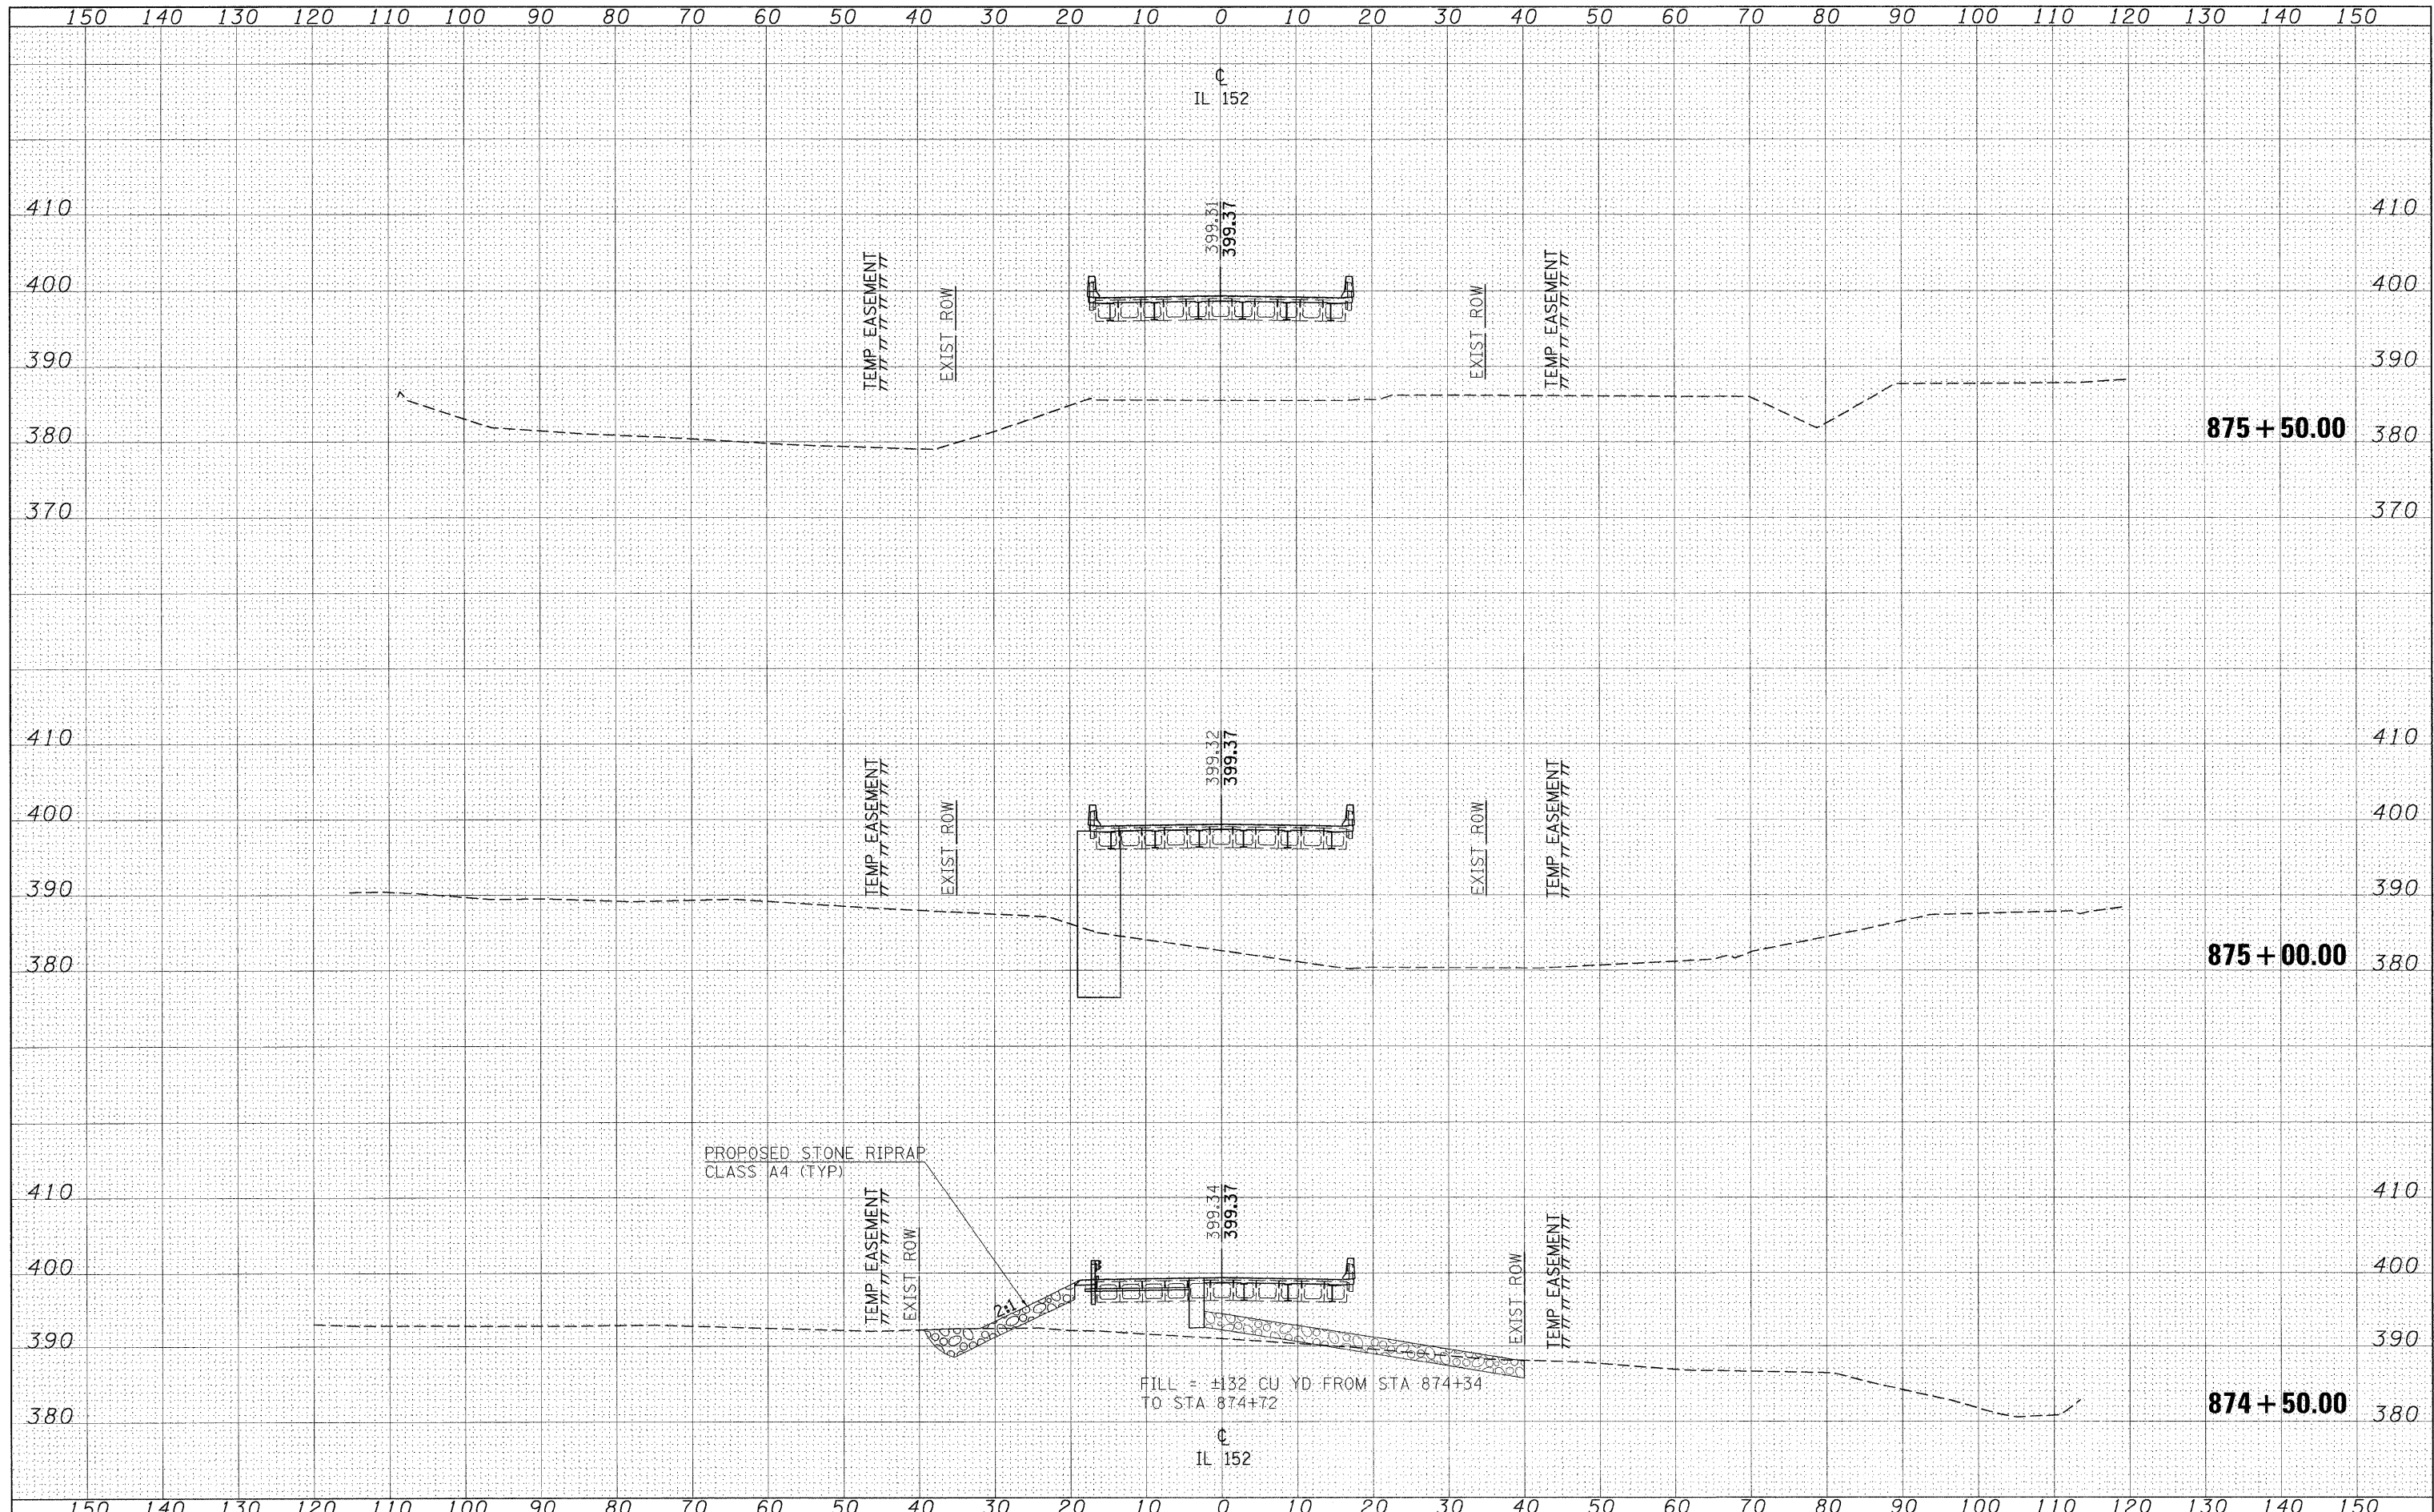 150 140 130 120 110 100 90 80 70 60 50 40 30 20 10 0 10 20 30 40 50 60 70 80 90 100 110 120 130 140 150
℄
IL 152
410 399.31 399.37 410
TEMP EASEMENT EXIST ROW EXIST ROW TEMP EASEMENT
400 400
390 390
380 875+50.00 380
370 370
410 399.32 399.37 410
TEMP EASEMENT EXIST ROW EXIST ROW TEMP EASEMENT
400 400
390 390
380 875+00.00 380
PROPOSED STONE RIPRAP
CLASS A4 (TYP)
410 399.34 399.37 410
TEMP EASEMENT EXIST ROW EXIST ROW TEMP EASEMENT
400 400
2:1
390 390
FILL = ±132 CU YD FROM STA 874+34
TO STA 874+72
380 874+50.00 380
℄
IL 152
150 140 130 120 110 100 90 80 70 60 50 40 30 20 10 0 10 20 30 40 50 60 70 80 90 100 110 120 130 140 150